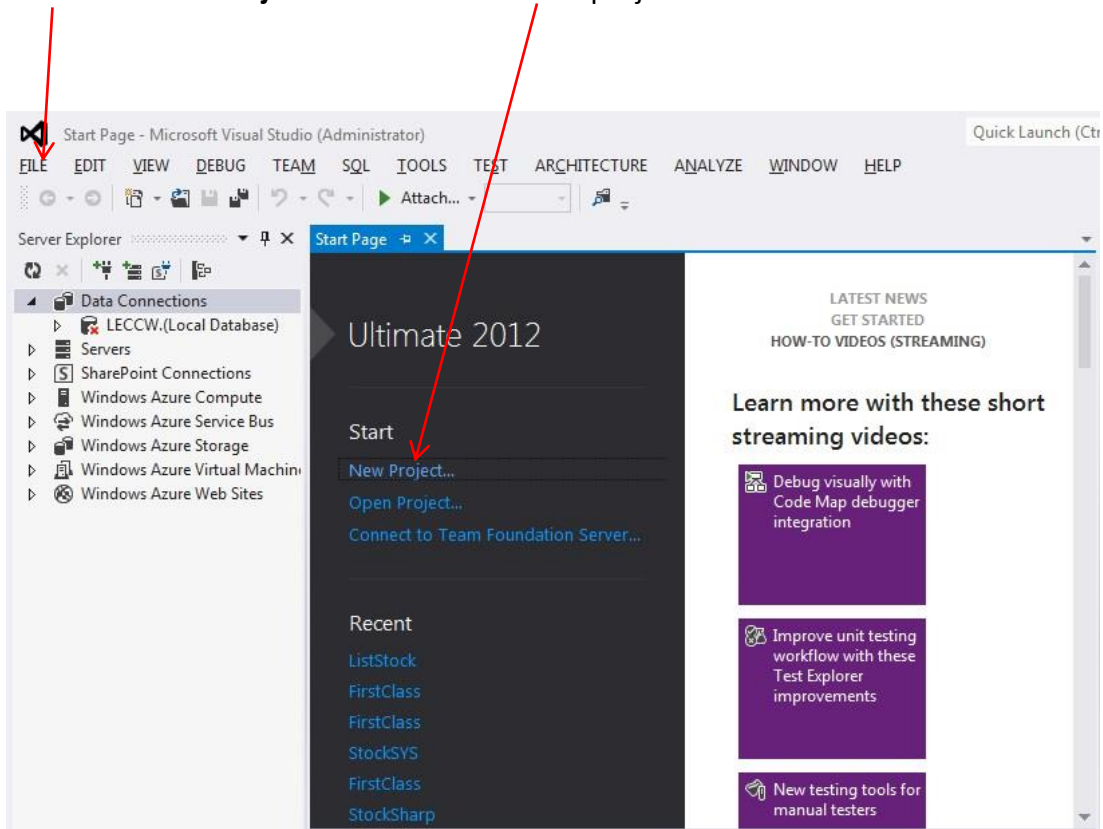 Start Page - Microsoft Visual Studio (Administrator)
Quick Launch (Ctr
FILE EDIT VIEW DEBUG TEAM SQL TOOLS TEST ARCHITECTURE ANALYZE WINDOW HELP
Attach...
Server Explorer
Start Page
Data Connections
LECCW.(Local Database)
Servers
SharePoint Connections
Windows Azure Compute
Windows Azure Service Bus
Windows Azure Storage
Windows Azure Virtual Machin
Windows Azure Web Sites
Ultimate 2012
Start
New Project...
Open Project...
Connect to Team Foundation Server...
Recent
ListStock
FirstClass
FirstClass
StockSYS
FirstClass
StockSharp
LATEST NEWS
GET STARTED
HOW-TO VIDEOS (STREAMING)
Learn more with these short
streaming videos:
Debug visually with
Code Map debugger
integration
Improve unit testing
workflow with these
Test Explorer
improvements
New testing tools for
manual testers